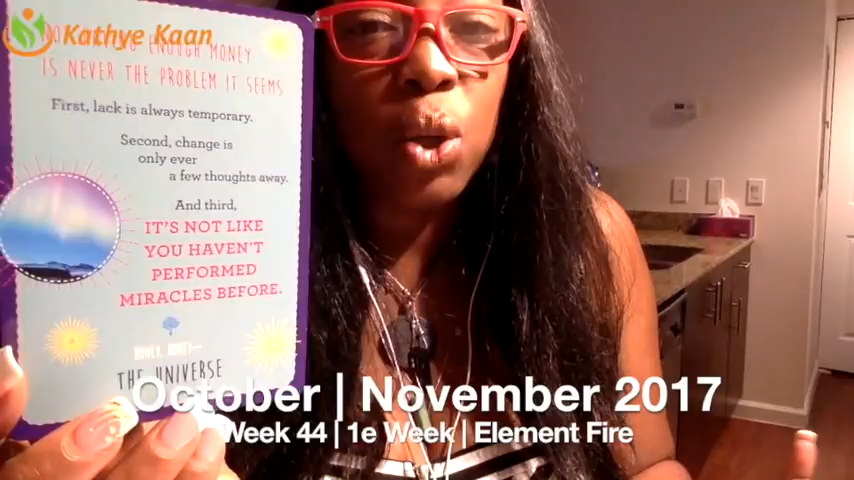 Kathye Kaan
ENOUGH MONEY
IS NEVER THE PROBLEM IT SEEMS
First, lack is always temporary.
Second, change is
only ever
a few thoughts away.
And third,
IT'S NOT LIKE
YOU HAVEN'T
PERFORMED
MIRACLES BEFORE.
THE UNIVERSE
October | November 2017
Week 44 | 1e Week | Element Fire